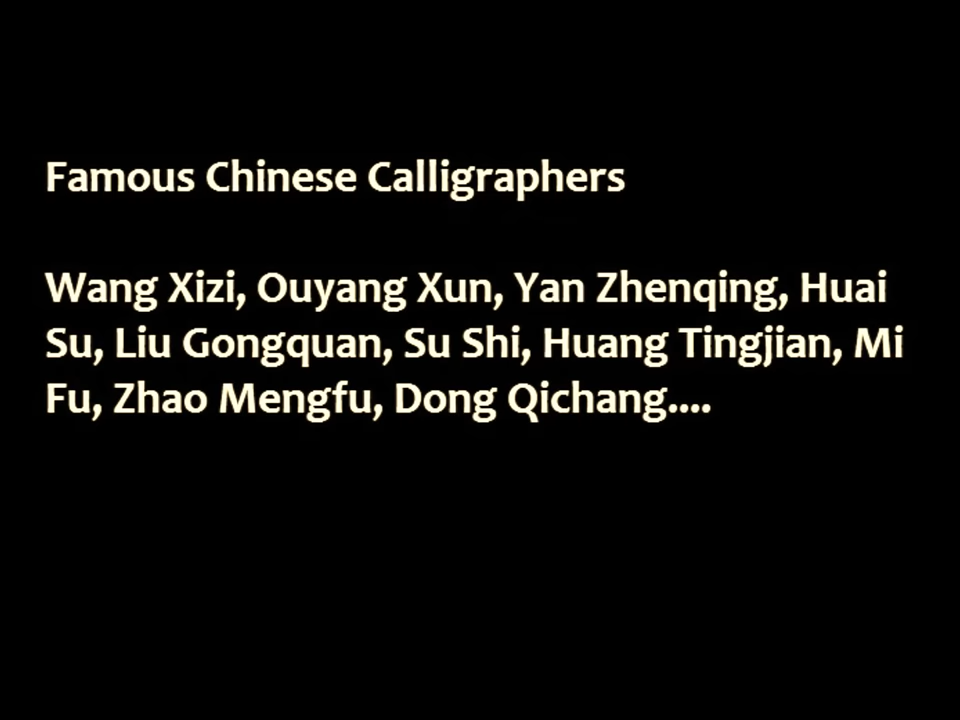 Famous Chinese Calligraphers
Wang Xizi, Ouyang Xun, Yan Zhenqing, Huai
Su, Liu Gongquan, Su Shi, Huang Tingjian, Mi
Fu, Zhao Mengfu, Dong Qichang....